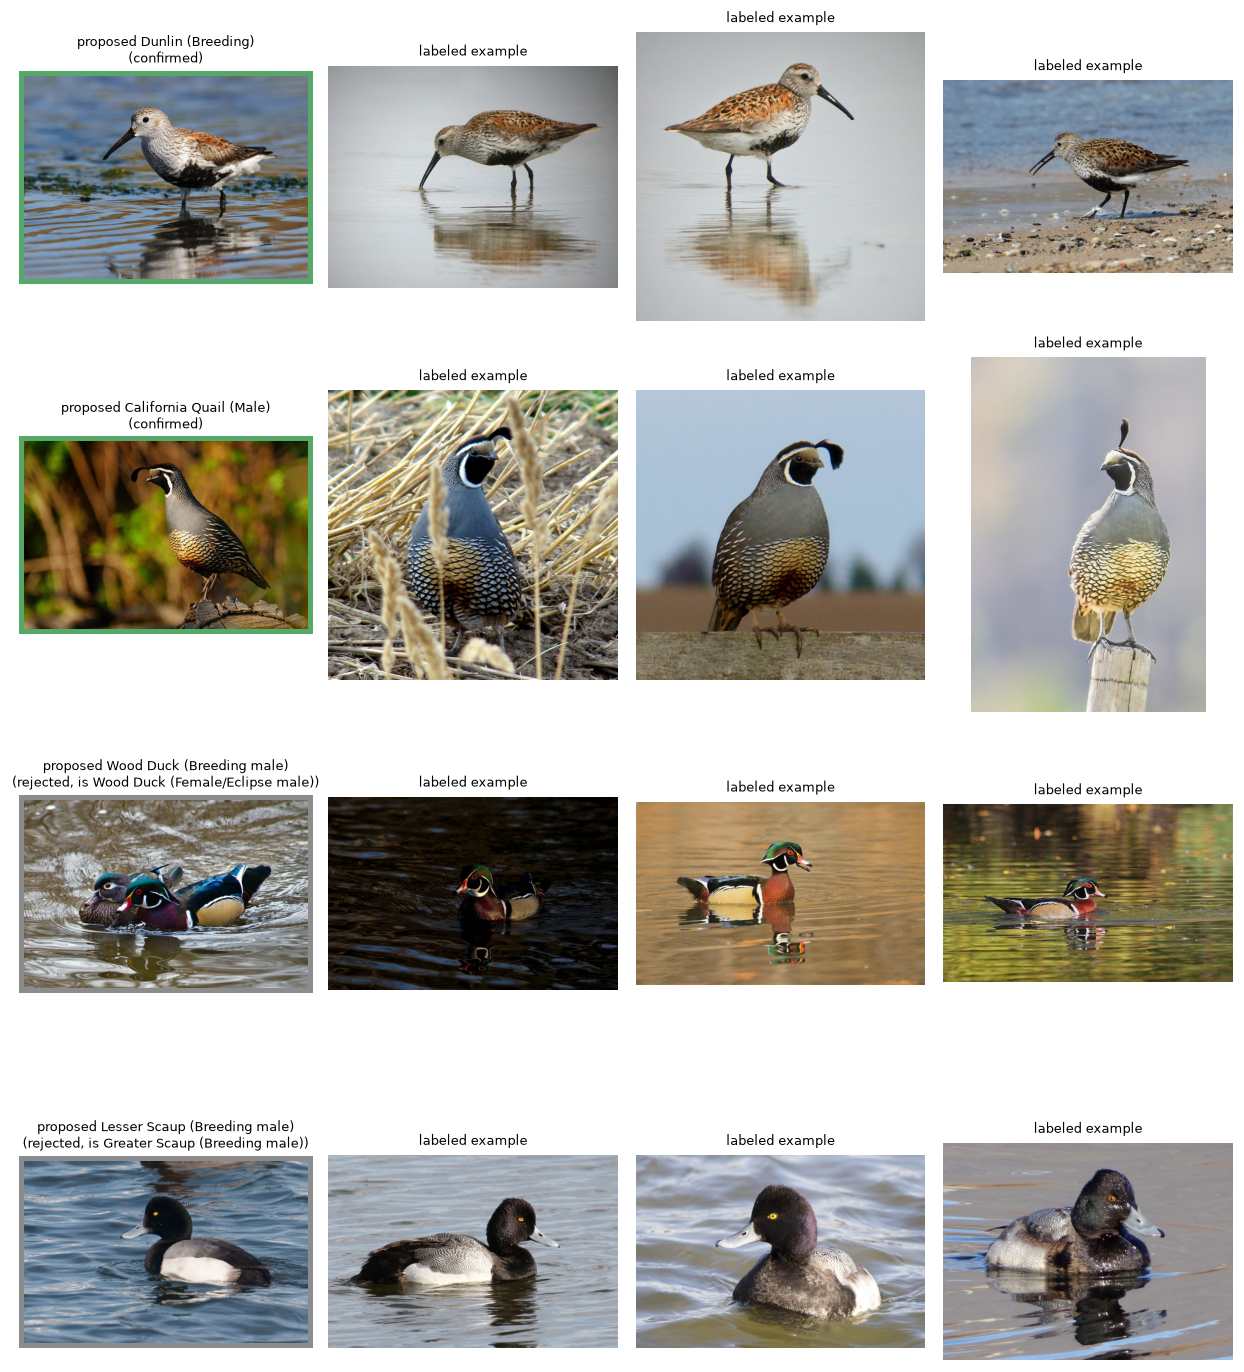 proposed Dunlin (Breeding)
(confirmed)
labeled example
labeled example
labeled example
proposed California Quail (Male)
(confirmed)
labeled example
labeled example
labeled example
proposed Wood Duck (Breeding male)
(rejected, is Wood Duck (Female/Eclipse male))
labeled example
labeled example
labeled example
proposed Lesser Scaup (Breeding male)
(rejected, is Greater Scaup (Breeding male))
labeled example
labeled example
labeled example